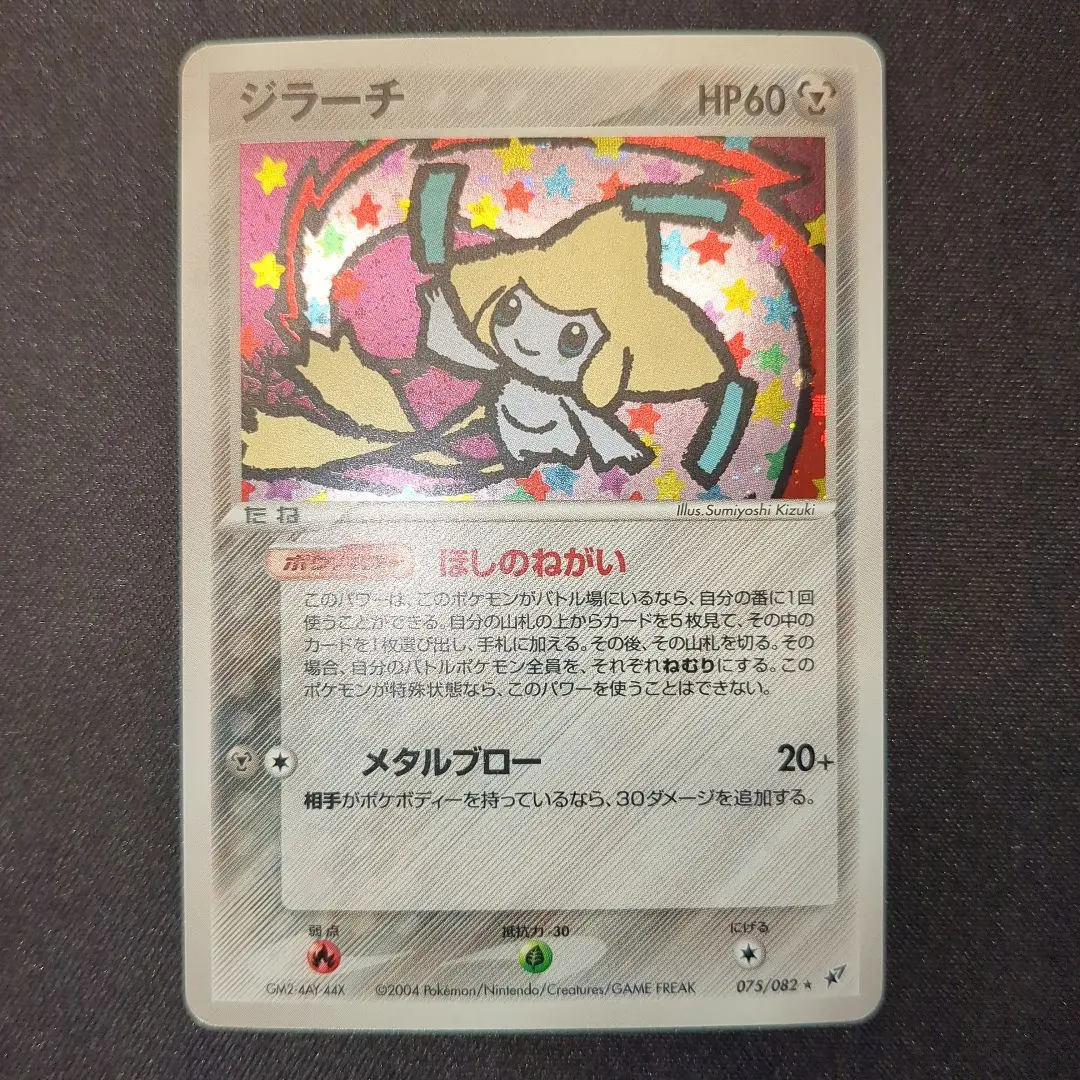 ジラーチ HP60
Illus. Sumiyoshi Kizuki
たね
ポケパワー ほしのねがい
このパワーは、このポケモンがバトル場にいるなら、自分の番に1回
使うことができる。自分の山札の上からカードを5枚見て、その中の
カードを1枚選び出し、手札に加える。その後、その山札を切る。その
場合、自分のバトルポケモン全員を、それぞれねむりにする。この
ポケモンが特殊状態なら、このパワーを使うことはできない。
メタルブロー 20+
相手がポケボディーを持っているなら、30ダメージを追加する。
弱点 抵抗力 -30 にげる
GM2-4AY-44X ©2004 Pokémon/Nintendo/Creatures/GAME FREAK 075/082 ★